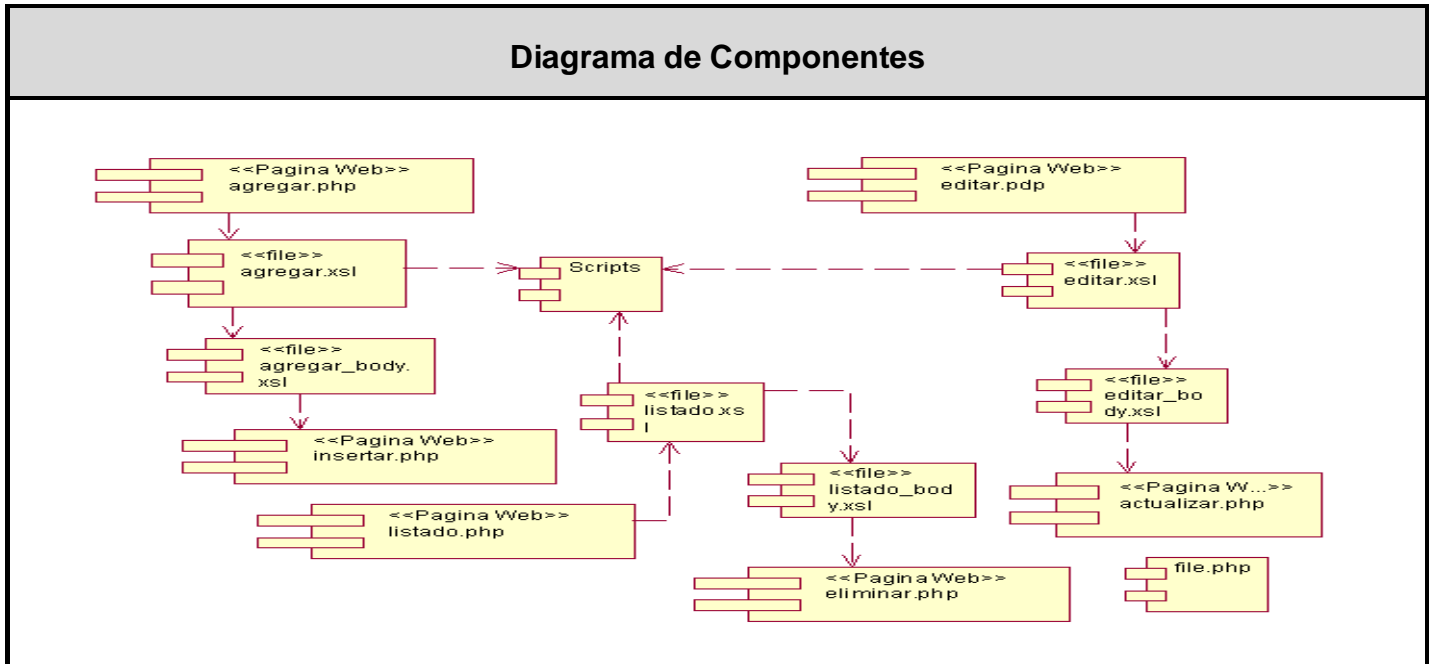 Diagrama de Componentes
<<Pagina Web>>
agregar.php
<<Pagina Web>>
editar.pdp
<<file>>
agregar.xsl
Scripts
<<file>>
editar.xsl
<<file>>
agregar_body.
xsl
<<file>>
listado.xs
l
<<file>>
editar_bo
dy.xsl
<<Pagina Web>>
insertar.php
<<file>>
listado_bod
y.xsl
<<Pagina W...>>
actualizar.php
<<Pagina Web>>
listado.php
file.php
<<Pagina Web>>
eliminar.php